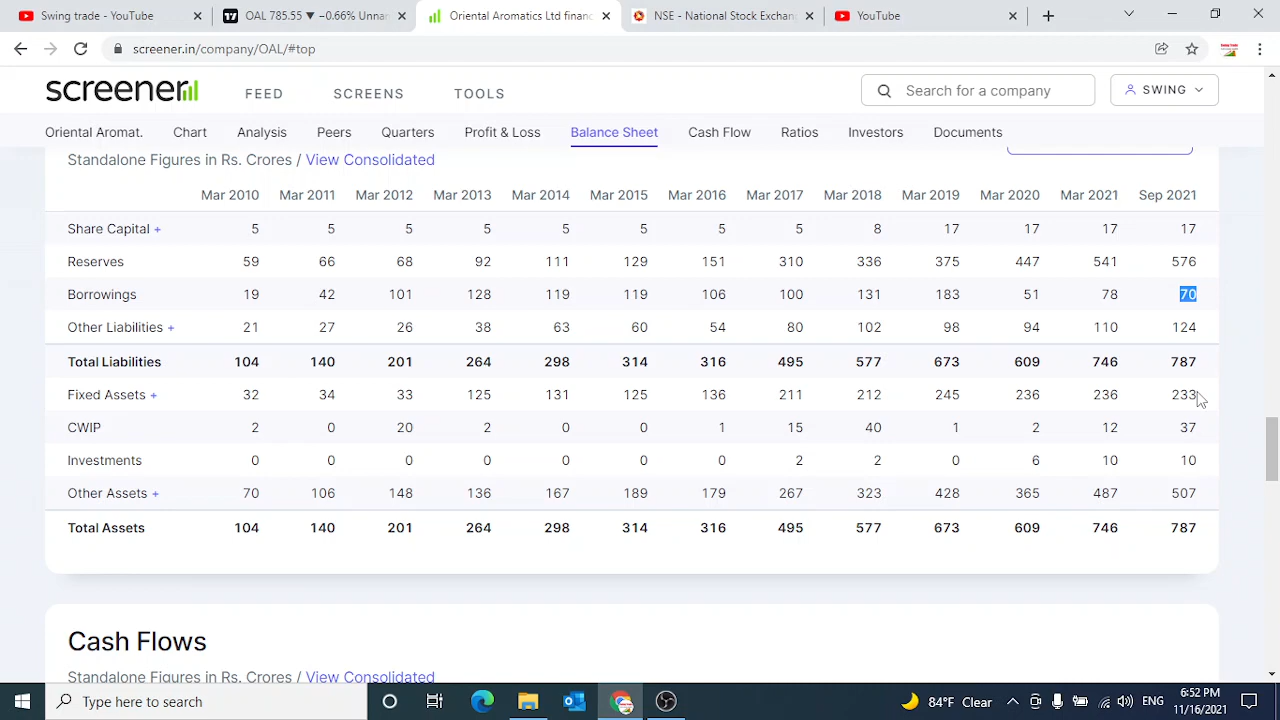 Swing trade - YouTube
OAL 785.55 ▼ −0.66% Unnar
Oriental Aromatics Ltd financ
NSE - National Stock Exchang
YouTube
screener.in/company/OAL/#top
screener
FEED
SCREENS
TOOLS
Search for a company
SWING
Oriental Aromat. Chart Analysis Peers Quarters Profit & Loss Balance Sheet Cash Flow Ratios Investors Documents
Standalone Figures in Rs. Crores / View Consolidated
Mar 2010 Mar 2011 Mar 2012 Mar 2013 Mar 2014 Mar 2015 Mar 2016 Mar 2017 Mar 2018 Mar 2019 Mar 2020 Mar 2021 Sep 2021
Share Capital + 5 5 5 5 5 5 5 5 8 17 17 17 17
Reserves 59 66 68 92 111 129 151 310 336 375 447 541 576
Borrowings 19 42 101 128 119 119 106 100 131 183 51 78 70
Other Liabilities + 21 27 26 38 63 60 54 80 102 98 94 110 124
Total Liabilities 104 140 201 264 298 314 316 495 577 673 609 746 787
Fixed Assets + 32 34 33 125 131 125 136 211 212 245 236 236 233
CWIP 2 0 20 2 0 0 1 15 40 1 2 12 37
Investments 0 0 0 0 0 0 0 2 2 0 6 10 10
Other Assets + 70 106 148 136 167 189 179 267 323 428 365 487 507
Total Assets 104 140 201 264 298 314 316 495 577 673 609 746 787
Cash Flows
Standalone Figures in Rs. Crores / View Consolidated
Type here to search
84°F Clear
ENG
6:52 PM
11/16/2021